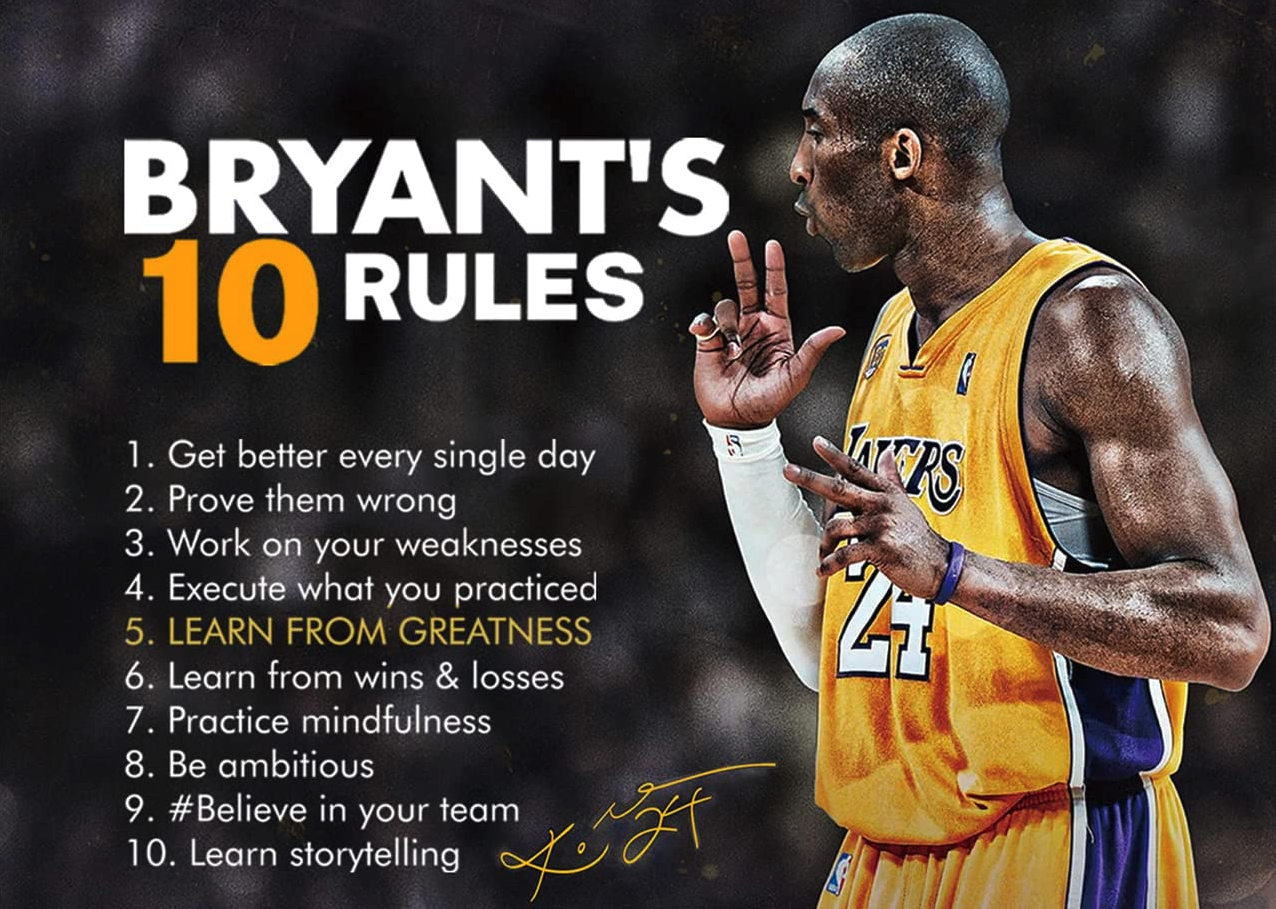 BRYANT'S
10 RULES
1. Get better every single day
2. Prove them wrong
3. Work on your weaknesses
4. Execute what you practiced
5. LEARN FROM GREATNESS
6. Learn from wins & losses
7. Practice mindfulness
8. Be ambitious
9. #Believe in your team
10. Learn storytelling
LAKERS
24